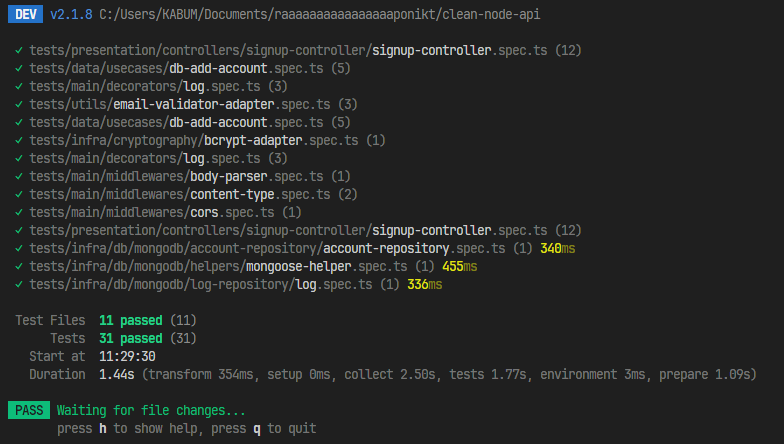 DEV v2.1.8 C:/Users/KABUM/Documents/raaaaaaaaaaaaaaaaponikt/clean-node-api
✓ tests/presentation/controllers/signup-controller/signup-controller.spec.ts (12)
✓ tests/data/usecases/db-add-account.spec.ts (5)
✓ tests/main/decorators/log.spec.ts (3)
✓ tests/utils/email-validator-adapter.spec.ts (3)
✓ tests/data/usecases/db-add-account.spec.ts (5)
✓ tests/infra/cryptography/bcrypt-adapter.spec.ts (1)
✓ tests/main/decorators/log.spec.ts (3)
✓ tests/main/middlewares/body-parser.spec.ts (1)
✓ tests/main/middlewares/content-type.spec.ts (2)
✓ tests/main/middlewares/cors.spec.ts (1)
✓ tests/presentation/controllers/signup-controller/signup-controller.spec.ts (12)
✓ tests/infra/db/mongodb/account-repository/account-repository.spec.ts (1) 340ms
✓ tests/infra/db/mongodb/helpers/mongoose-helper.spec.ts (1) 455ms
✓ tests/infra/db/mongodb/log-repository/log.spec.ts (1) 336ms
Test Files 11 passed (11)
Tests 31 passed (31)
Start at 11:29:30
Duration 1.44s (transform 354ms, setup 0ms, collect 2.50s, tests 1.77s, environment 3ms, prepare 1.09s)
PASS Waiting for file changes...
press h to show help, press q to quit